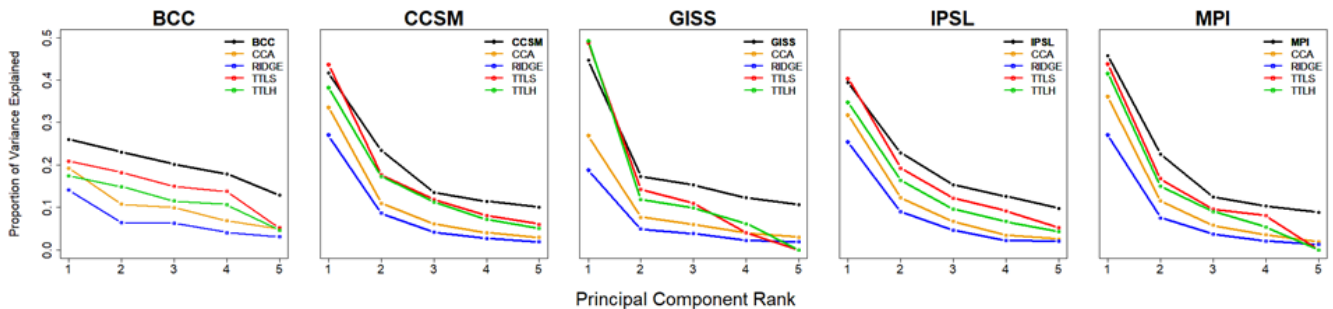 BCC CCSM GISS IPSL MPI
Proportion of Variance Explained
0.5
0.4
0.3
0.2
0.1
0.0
BCC
CCA
RIDGE
TTLS
TTLH
1 2 3 4 5
CCSM
CCA
RIDGE
TTLS
TTLH
1 2 3 4 5
GISS
CCA
RIDGE
TTLS
TTLH
1 2 3 4 5
IPSL
CCA
RIDGE
TTLS
TTLH
1 2 3 4 5
MPI
CCA
RIDGE
TTLS
TTLH
1 2 3 4 5
Principal Component Rank